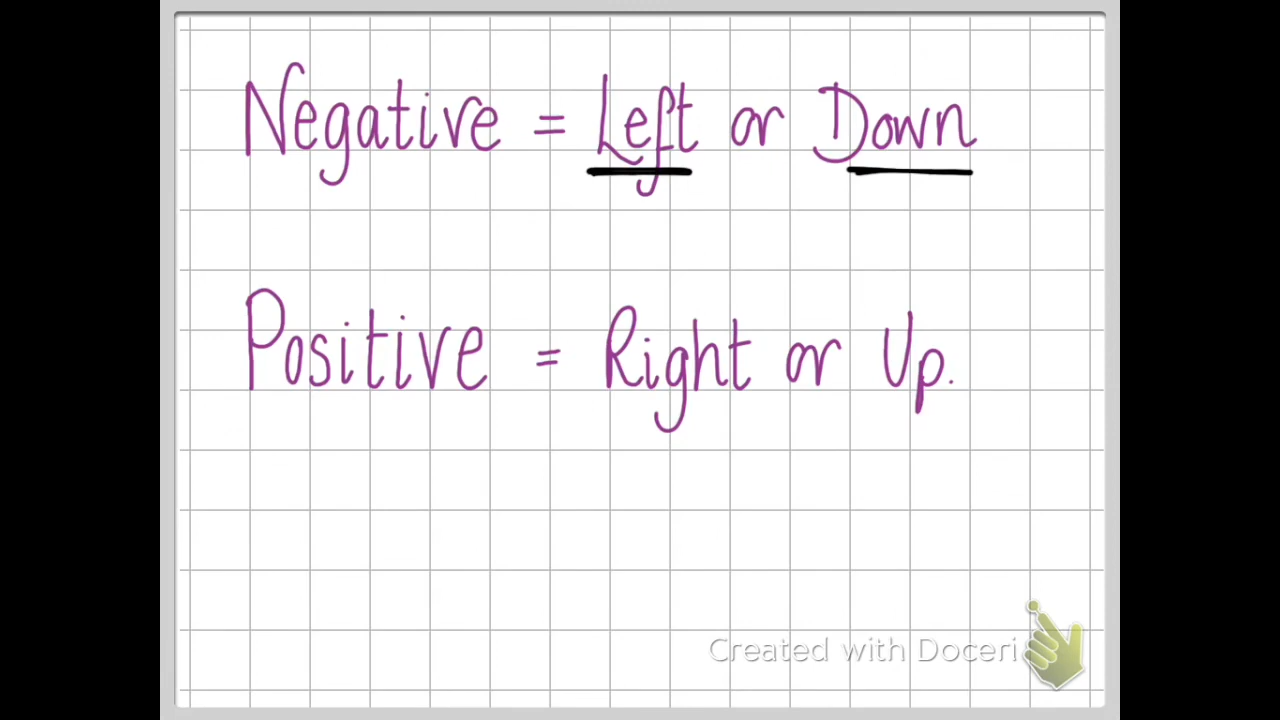 Negative = Left or Down
Positive = Right or Up.
Created with Doceri